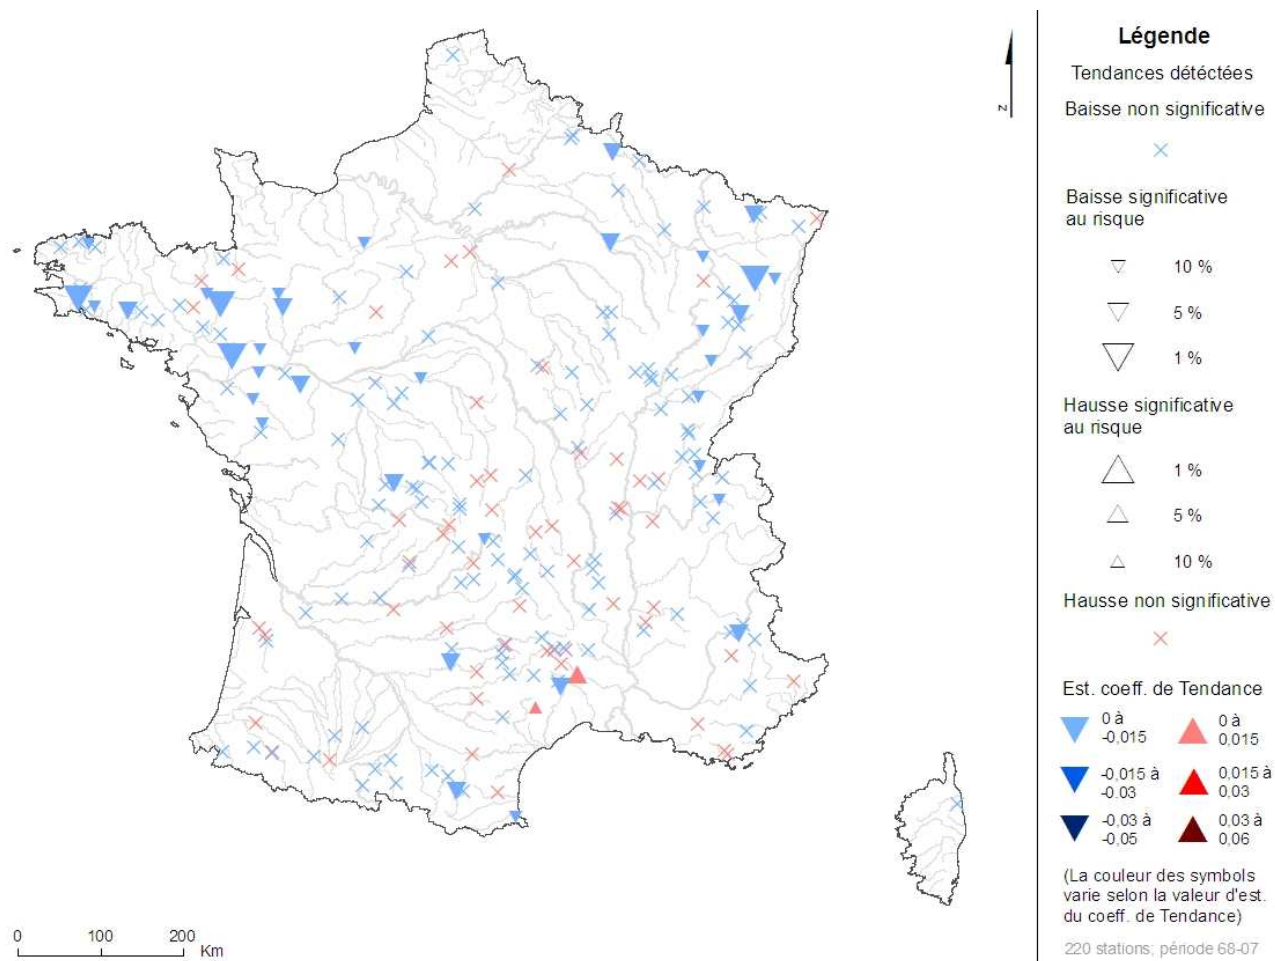 z
Légende
Tendances détéctées
Baisse non significative
Baisse significative
au risque
10 %
5 %
1 %
Hausse significative
au risque
1 %
5 %
10 %
Hausse non significative
Est. coeff. de Tendance
0 à
-0,015
0 à
0,015
-0,015 à
-0,03
0,015 à
0,03
-0,03 à
-0,05
0,03 à
0,06
(La couleur des symbols
varie selon la valeur d'est.
du coeff. de Tendance)
220 stations; période 68-07
0 100 200
Km